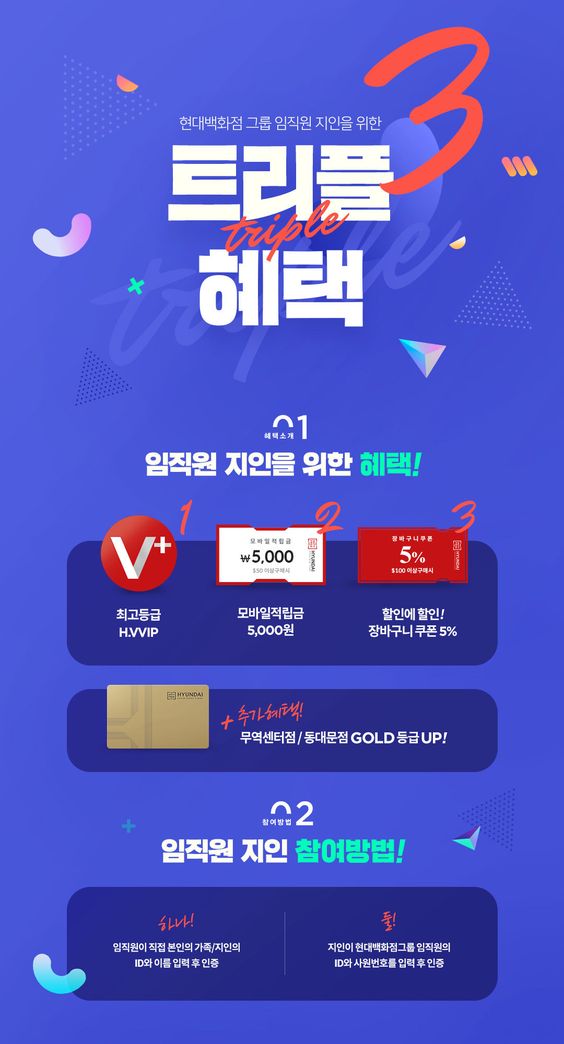 3
현대백화점 그룹 임직원 지인을 위한
트리플
triple
혜택
triple
01
혜택소개
임직원 지인을 위한 혜택!
1
V+
최고등급
H.VVIP
2
모바일적립금
₩5,000
$50 이상구매시
HYUNDAI
모바일적립금
5,000원
3
장바구니쿠폰
5%
$100 이상구매시
HYUNDAI
할인에 할인!
장바구니 쿠폰 5%
HYUNDAI
+ 추가혜택!
무역센터점 / 동대문점 GOLD 등급 UP!
02
참여방법
임직원 지인 참여방법!
하나!
임직원이 직접 본인의 가족/지인의
ID와 이름 입력 후 인증
둘!
지인이 현대백화점그룹 임직원의
ID와 사원번호를 입력 후 인증